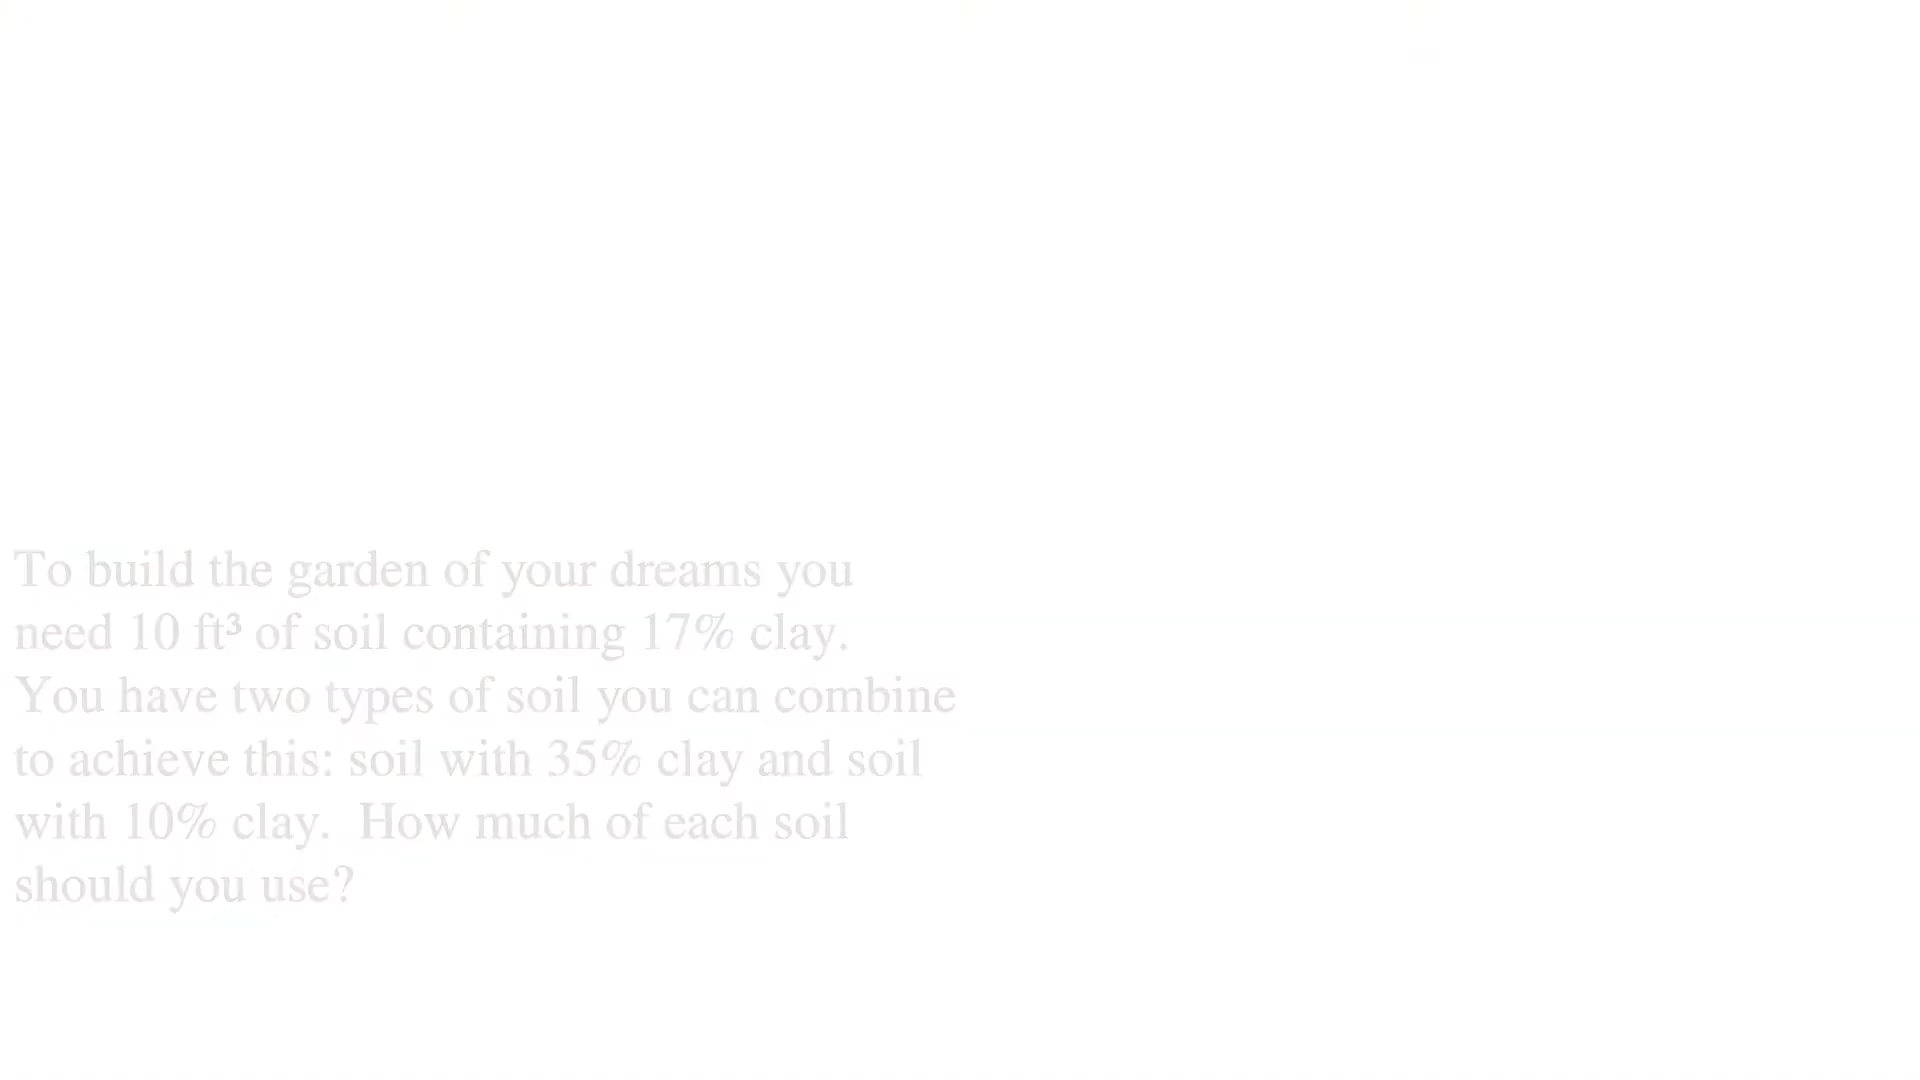 To build the garden of your dreams you
need 10 ft³ of soil containing 17% clay.
You have two types of soil you can combine
to achieve this: soil with 35% clay and soil
with 10% clay.  How much of each soil
should you use?